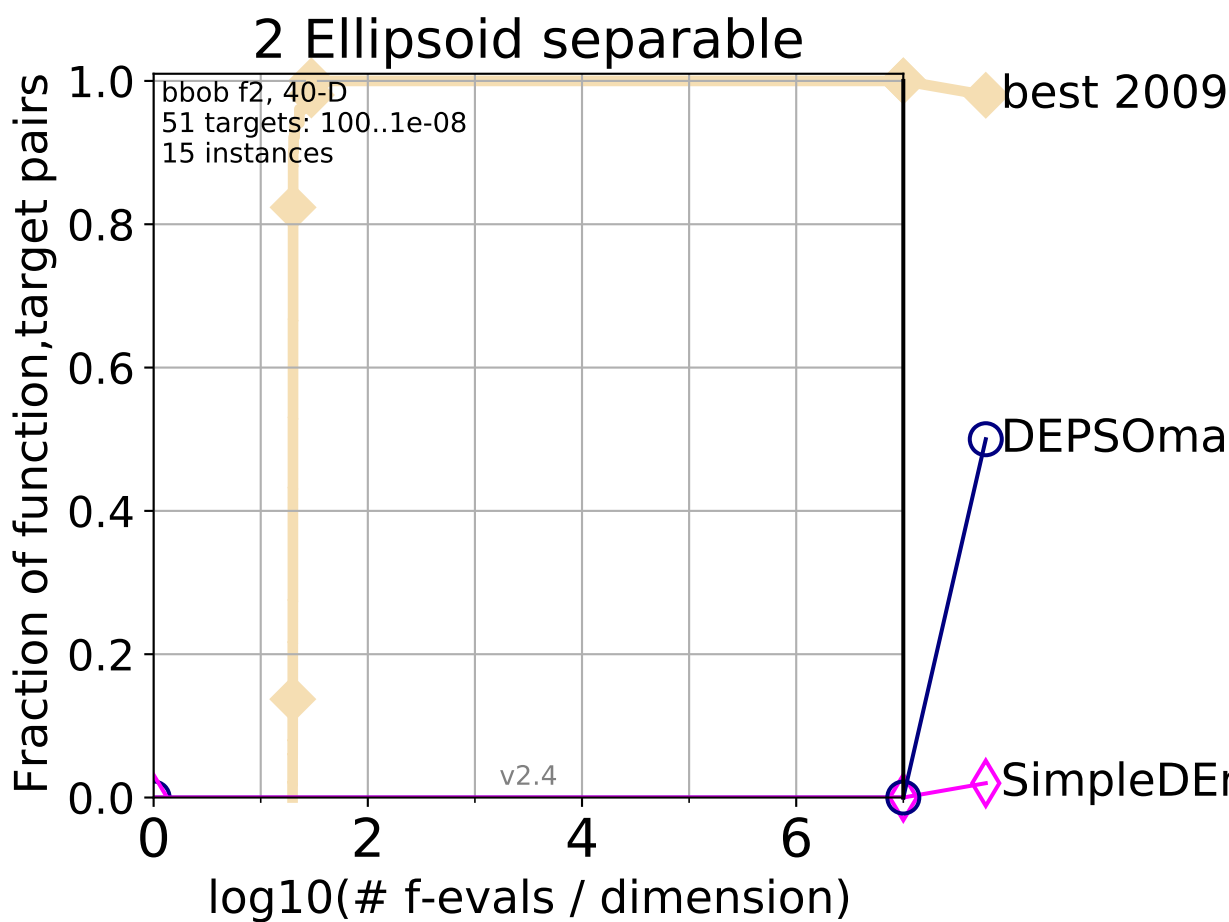 2 Ellipsoid separable
bbob f2, 40-D
51 targets: 100..1e-08
15 instances
Fraction of function,target pairs
1.0
0.8
0.6
0.4
0.2
0.0
best 2009
DEPSOma
SimpleDE
v2.4
0
2
4
6
log10(# f-evals / dimension)